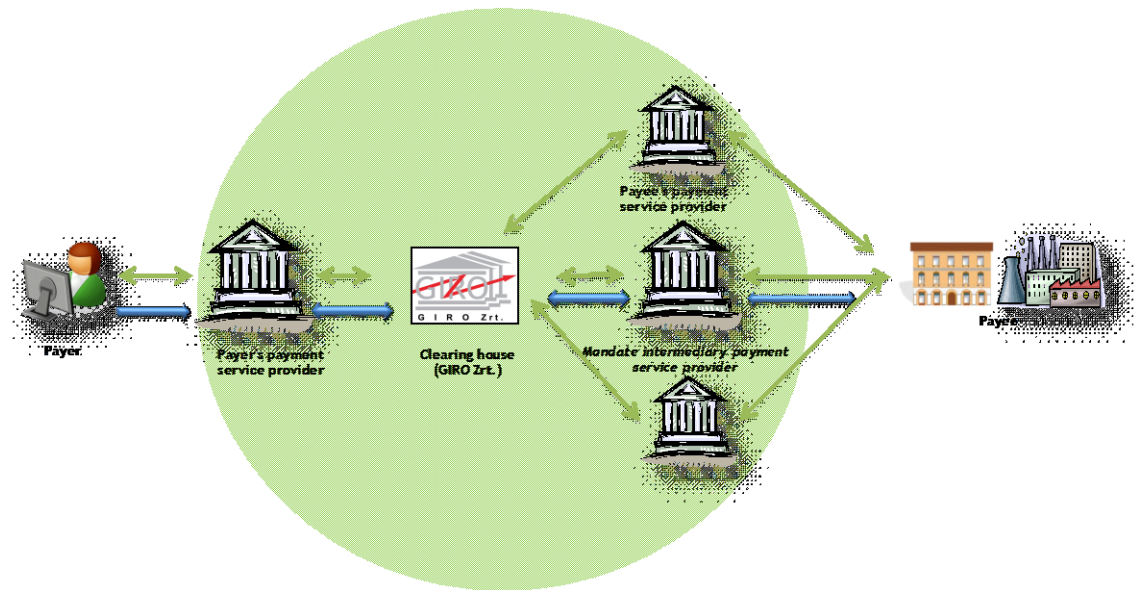 Payee's payment
service provider
GIRO
G I R O Zrt.
Payer
Payer's payment
service provider
Clearing house
(GIRO Zrt.)
Mandate intermediary payment
service provider
Payee